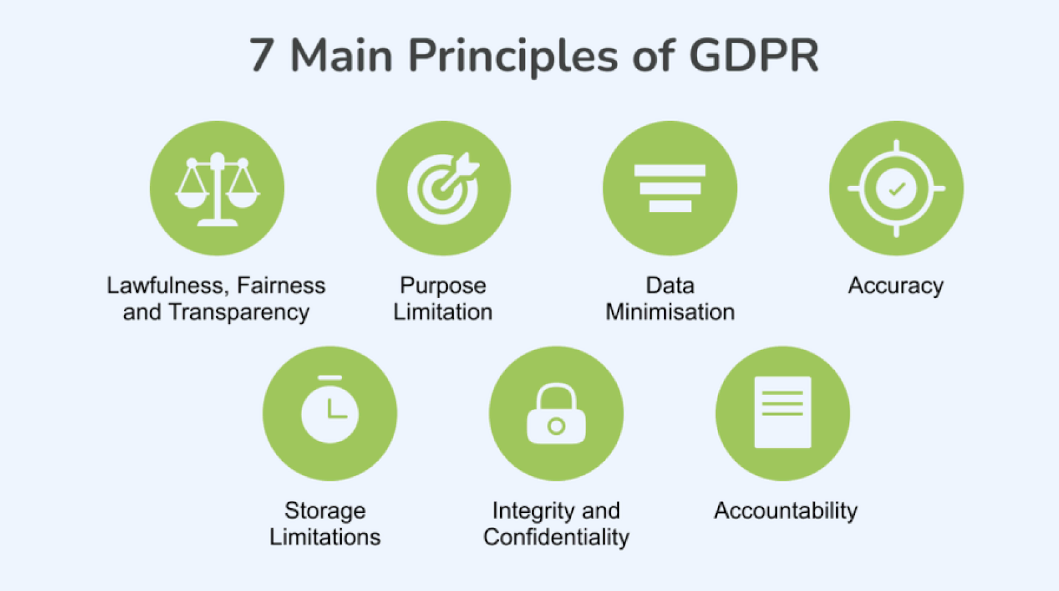 7 Main Principles of GDPR
Lawfulness, Fairness
and Transparency
Purpose
Limitation
Data
Minimisation
Accuracy
Storage
Limitations
Integrity and
Confidentiality
Accountability